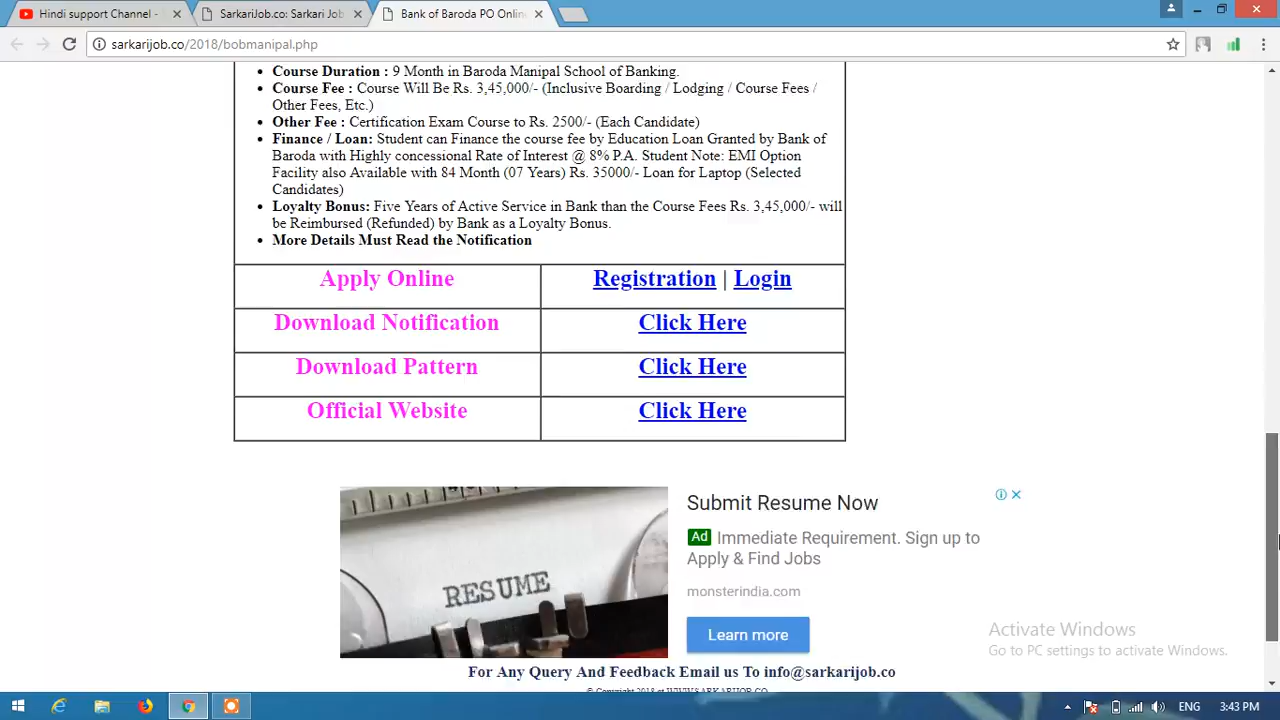 Hindi support Channel -
SarkariJob.co: Sarkari Job
Bank of Baroda PO Onlin
sarkarijob.co/2018/bobmanipal.php
Course Duration : 9 Month in Baroda Manipal School of Banking.
Course Fee : Course Will Be Rs. 3,45,000/- (Inclusive Boarding / Lodging / Course Fees /
Other Fees, Etc.)
Other Fee : Certification Exam Course to Rs. 2500/- (Each Candidate)
Finance / Loan: Student can Finance the course fee by Education Loan Granted by Bank of
Baroda with Highly concessional Rate of Interest @ 8% P.A. Student Note: EMI Option
Facility also Available with 84 Month (07 Years) Rs. 35000/- Loan for Laptop (Selected
Candidates)
Loyalty Bonus: Five Years of Active Service in Bank than the Course Fees Rs. 3,45,000/- will
be Reimbursed (Refunded) by Bank as a Loyalty Bonus.
More Details Must Read the Notification
Apply Online
Registration | Login
Download Notification
Click Here
Download Pattern
Click Here
Official Website
Click Here
RESUME
Submit Resume Now
Ad Immediate Requirement. Sign up to
Apply & Find Jobs
monsterindia.com
Learn more
Activate Windows
Go to PC settings to activate Windows.
For Any Query And Feedback Email us To info@sarkarijob.co
© Copyright 2018 at WWW.SARKARIJOB.CO
ENG
3:43 PM